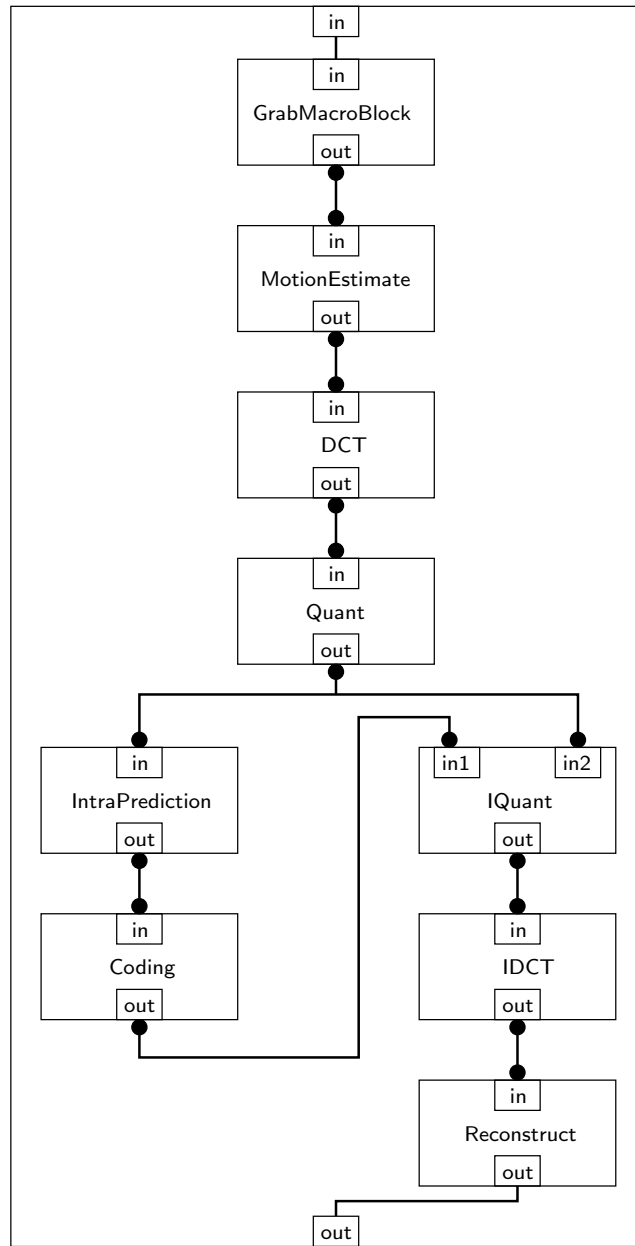 in
in
GrabMacroBlock
out
in
MotionEstimate
out
in
DCT
out
in
Quant
out
in
IntraPrediction
out
in
Coding
out
in1 in2
IQuant
out
in
IDCT
out
in
Reconstruct
out
out